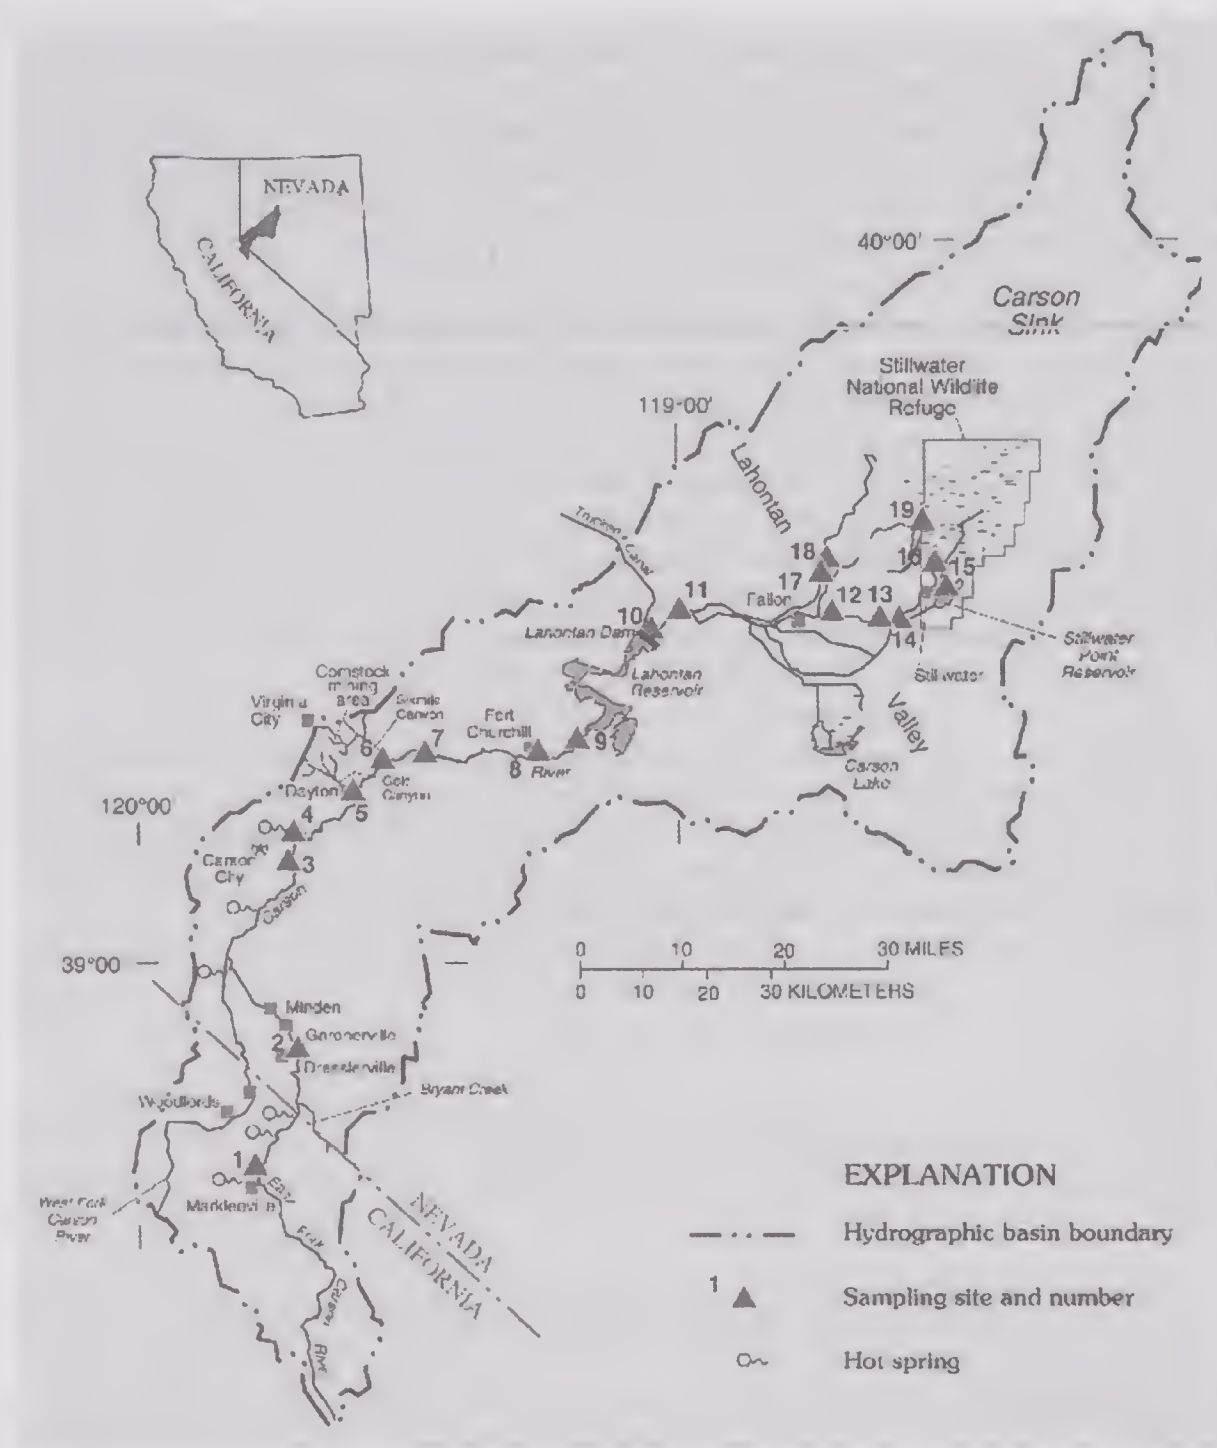 NEVADA
CALIFORNIA
40°00'
Carson
Sink
Stillwater
National Wildlife
Refuge
119°00'
Lahontan
Truckee Canal
19
18
16
15
17
11
Fallon
12
13
10
Lahontan Dam
14
Stillwater
Point
Reservoir
Lahontan
Reservoir
Stillwater
Comstock
mining
area
Virginia
City
Sixmile
Canyon
Fort
Churchill
Valley
6
7
8
River
9
Carson
Lake
Dayton
Gold
Canyon
120°00'
5
4
Carson
City
3
Carson
0 10 20 30 MILES
39°00
0 10 20 30 KILOMETERS
Minden
Gardnerville
2
Dresslerville
Bryant Creek
Woodfords
1
Markleeville
West Fork
Carson
River
East
Fork
Carson
River
NEVADA
CALIFORNIA
EXPLANATION
Hydrographic basin boundary
1
Sampling site and number
Hot spring